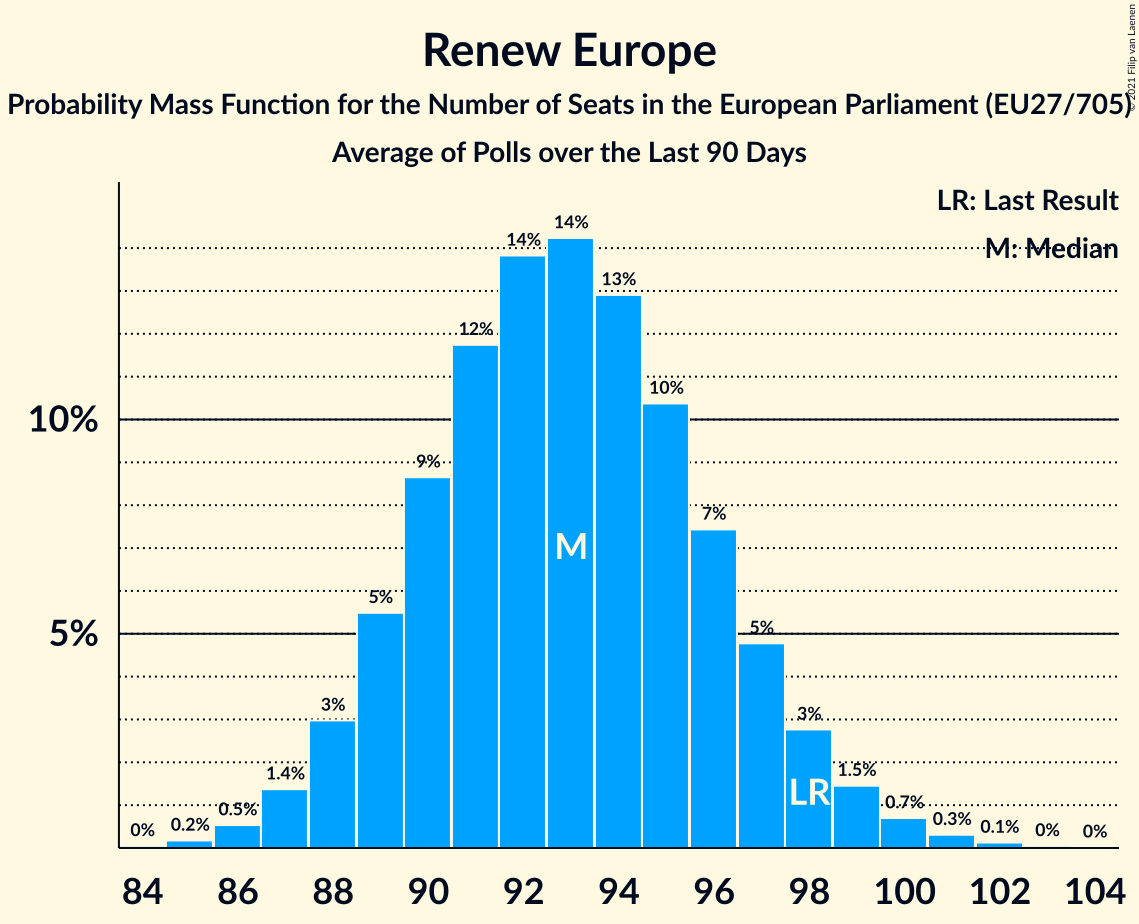 Renew Europe
Probability Mass Function for the Number of Seats in the European Parliament (EU27/705)
Average of Polls over the Last 90 Days
© 2021 Filip van Laenen
LR: Last Result
M: Median
10%
5%
0%
0.2%
0.5%
1.4%
3%
5%
9%
12%
14%
14%
13%
10%
7%
5%
3%
1.5%
0.7%
0.3%
0.1%
0%
0%
M
LR
84 86 88 90 92 94 96 98 100 102 104